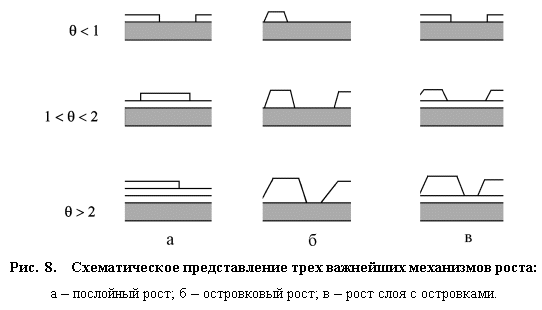 θ < 1
1 < θ < 2
θ > 2
а б в
Рис. 8. Схематическое представление трех важнейших механизмов роста:
а – послойный рост; б – островковый рост; в – рост слоя с островками.